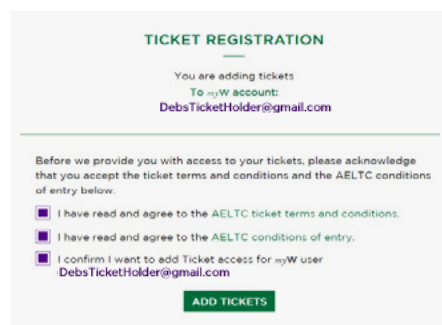 TICKET REGISTRATION
You are adding tickets
To myW account:
DebsTicketHolder@gmail.com
Before we provide you with access to your tickets, please acknowledge
that you accept the ticket terms and conditions and the AELTC conditions
of entry below.
I have read and agree to the AELTC ticket terms and conditions.
I have read and agree to the AELTC conditions of entry.
I confirm I want to add Ticket access for myW user
DebsTicketHolder@gmail.com
ADD TICKETS